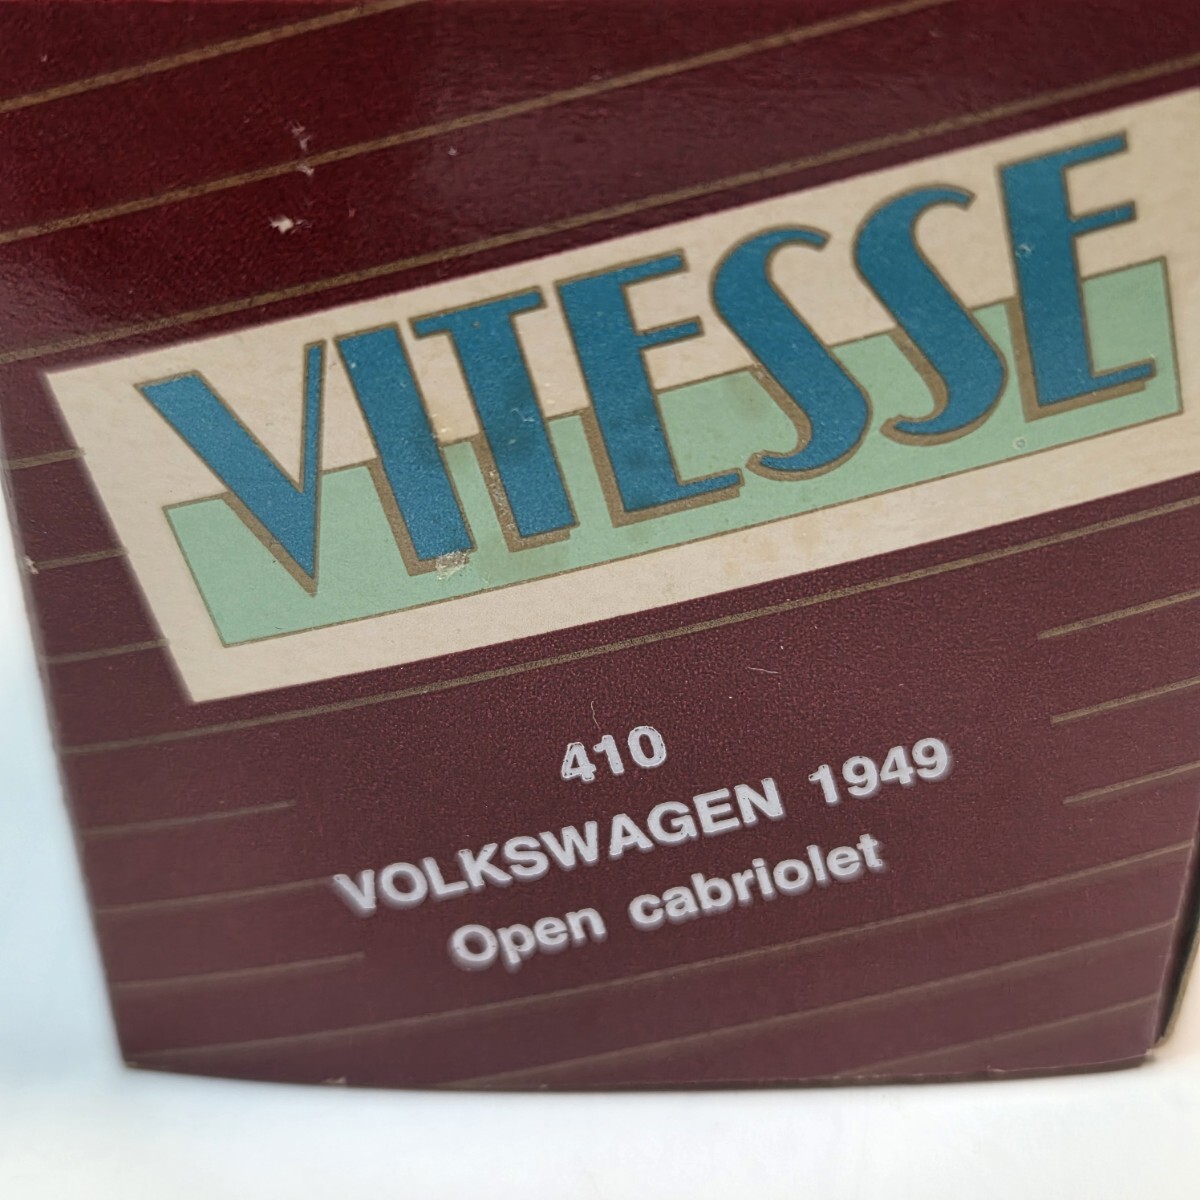 VITESSE
410
VOLKSWAGEN 1949
Open cabriolet